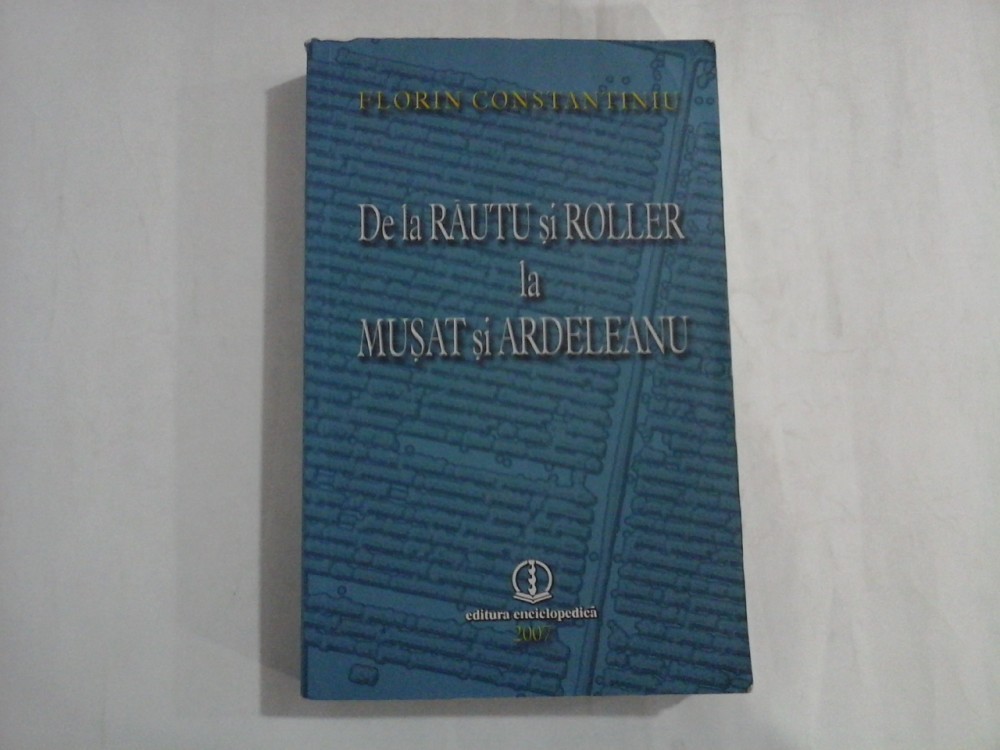 FLORIN CONSTANTINIU
De la RĂUTU și ROLLER
la
MUȘAT și ARDELEANU
editura enciclopedică
2007